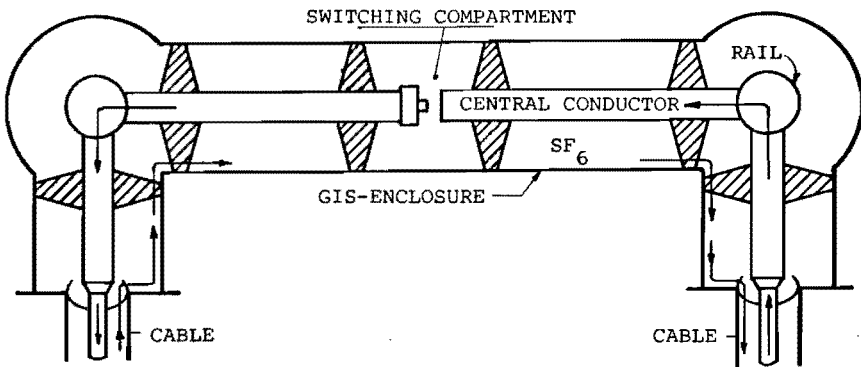 SWITCHING COMPARTMENT
RAIL
CENTRAL CONDUCTOR
SF6
GIS-ENCLOSURE
CABLE
CABLE